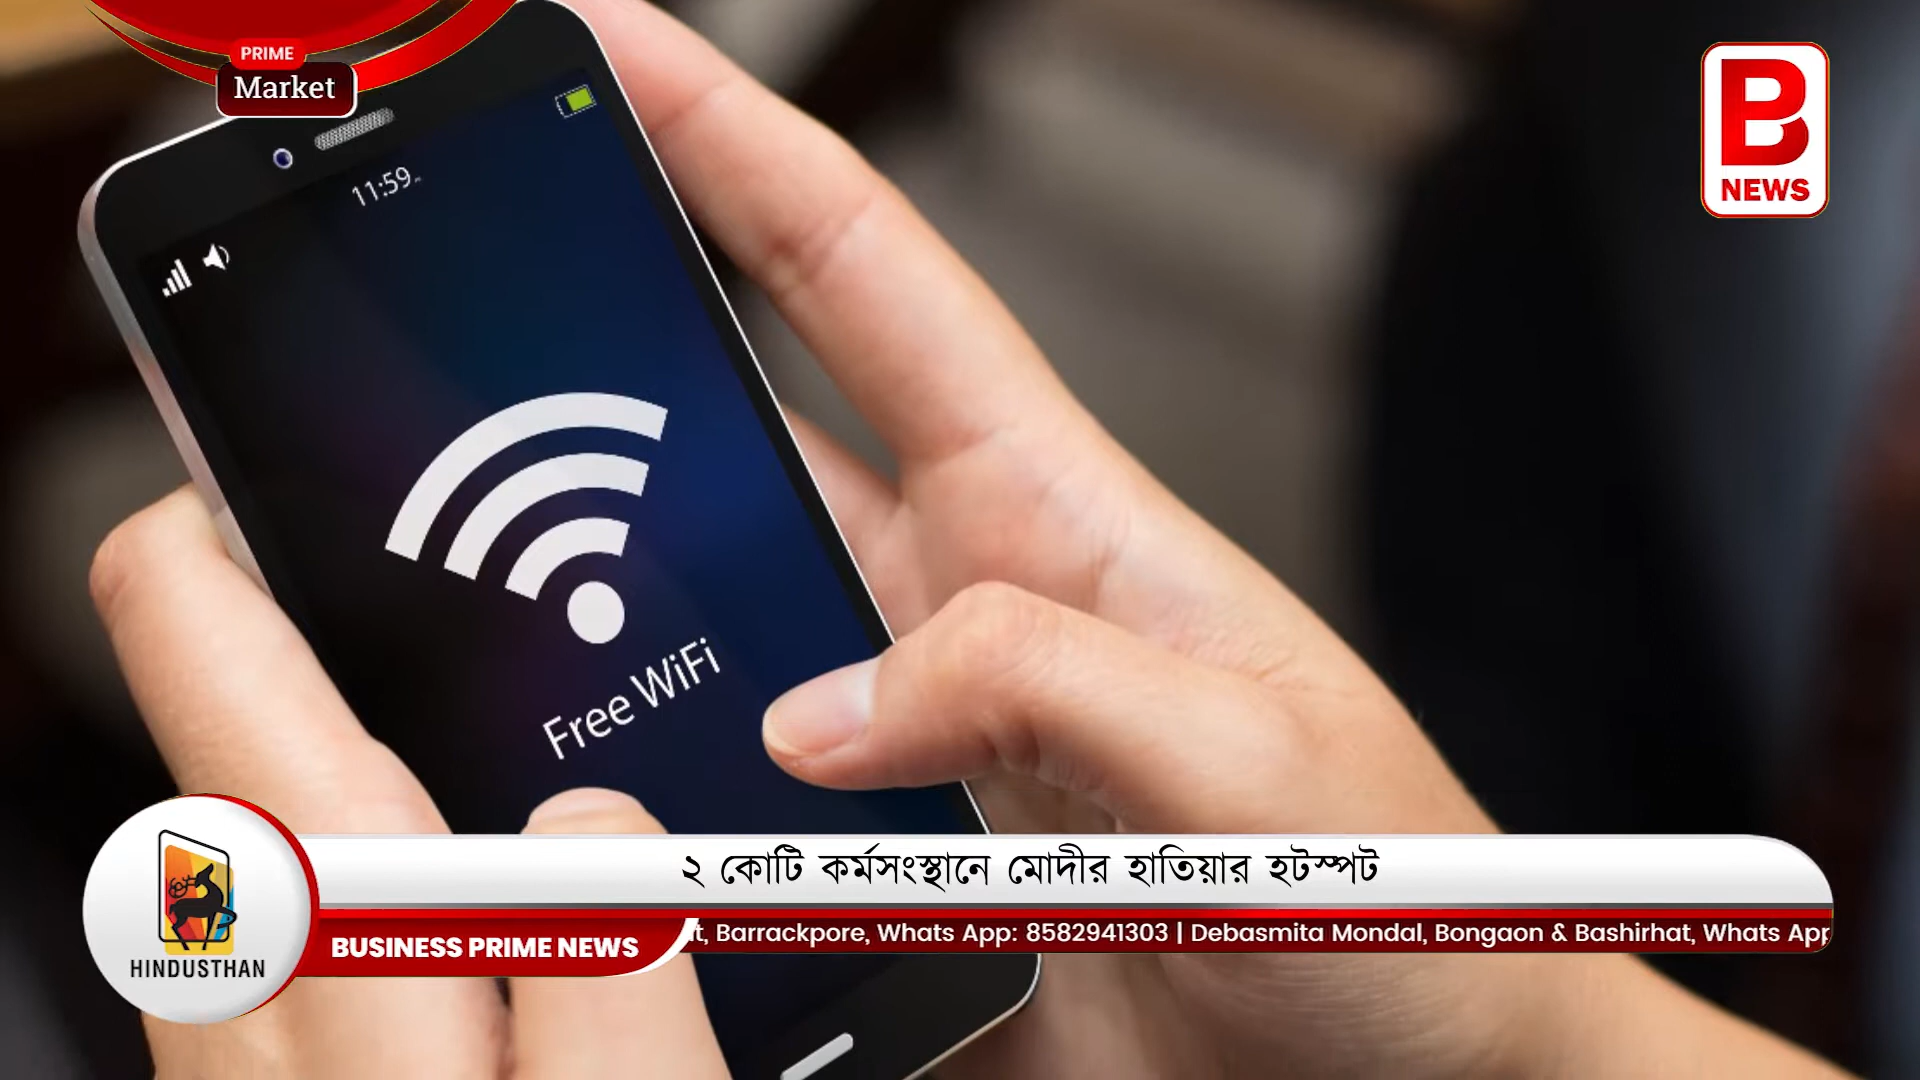 PRIME
Market
B
NEWS
11:59
Free WiFi
২ কোটি কর্মসংস্থানে মোদীর হাতিয়ার হটস্পট
HINDUSTHAN
BUSINESS PRIME NEWS
Barrackpore, Whats App: 8582941303 | Debasmita Mondal, Bongaon & Bashirhat, Whats App